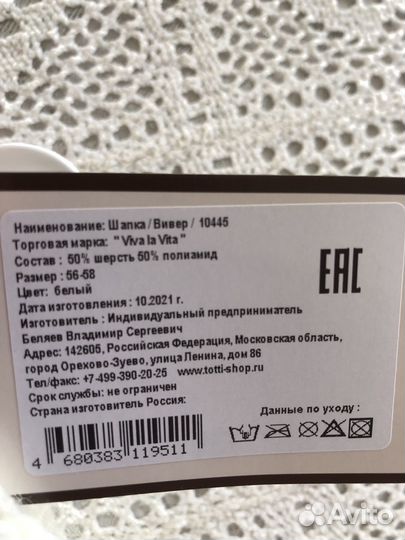 Наименование: Шапка / Вивер / 10445
Торговая марка: " Viva la Vita "
Состав : 50% шерсть 50% полиамид
Размер : 56-58
Цвет: белый
Дата изготовления : 10.2021 г.
Изготовитель : Индивидуальный предприниматель
Беляев Владимир Сергеевич
Адрес: 142605, Российская Федерация, Московская область,
город Орехово-Зуево, улица Ленина, дом 86
Тел/факс: +7-499-390-20-25 www.totti-shop.ru
Срок службы: не ограничен
Страна изготовитель Россия:
EAC
Данные по уходу :
4 680383 119511
Avito